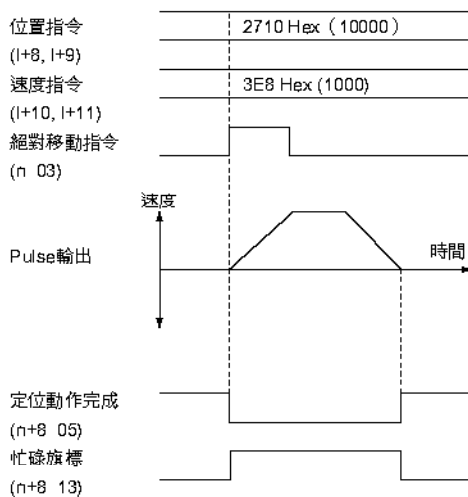 位置指令
2710 Hex（10000）
(l+8, l+9)
速度指令
3E8 Hex (1000)
(l+10, l+11)
絕對移動指令
(n 03)
速度
Pulse輸出
時間
定位動作完成
(n+8 05)
忙碌旗標
(n+8 13)